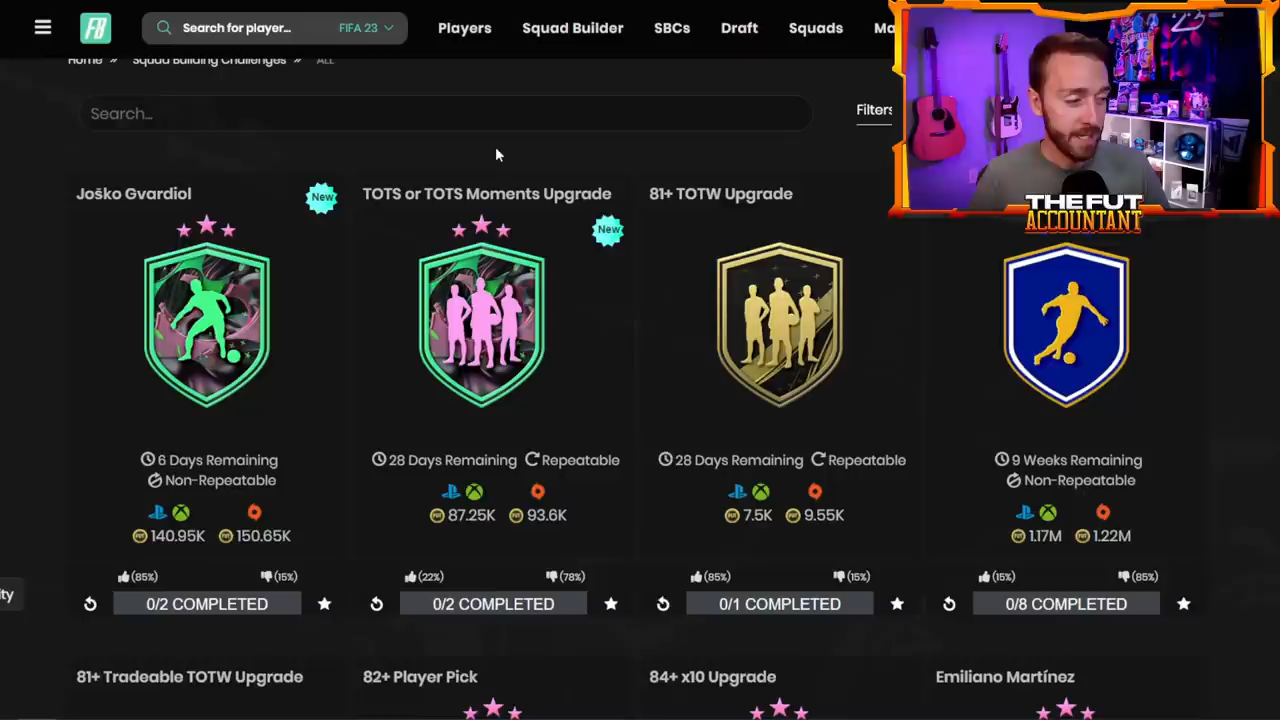 FB
Search for player...
FIFA 23
Players
Squad Builder
SBCs
Draft
Squads
Ma
Home » Squad Building Challenges » ALL
Search...
Filters
THE FUT
ACCOUNTANT
Joško Gvardiol
New
6 Days Remaining
Non-Repeatable
140.95K
150.65K
(85%)
(15%)
0/2 COMPLETED
TOTS or TOTS Moments Upgrade
New
28 Days Remaining
Repeatable
87.25K
93.6K
(22%)
(78%)
0/2 COMPLETED
81+ TOTW Upgrade
28 Days Remaining
Repeatable
7.5K
9.55K
(85%)
(15%)
0/1 COMPLETED
9 Weeks Remaining
Non-Repeatable
1.17M
1.22M
(15%)
(85%)
0/8 COMPLETED
ty
81+ Tradeable TOTW Upgrade
82+ Player Pick
84+ x10 Upgrade
Emiliano Martínez